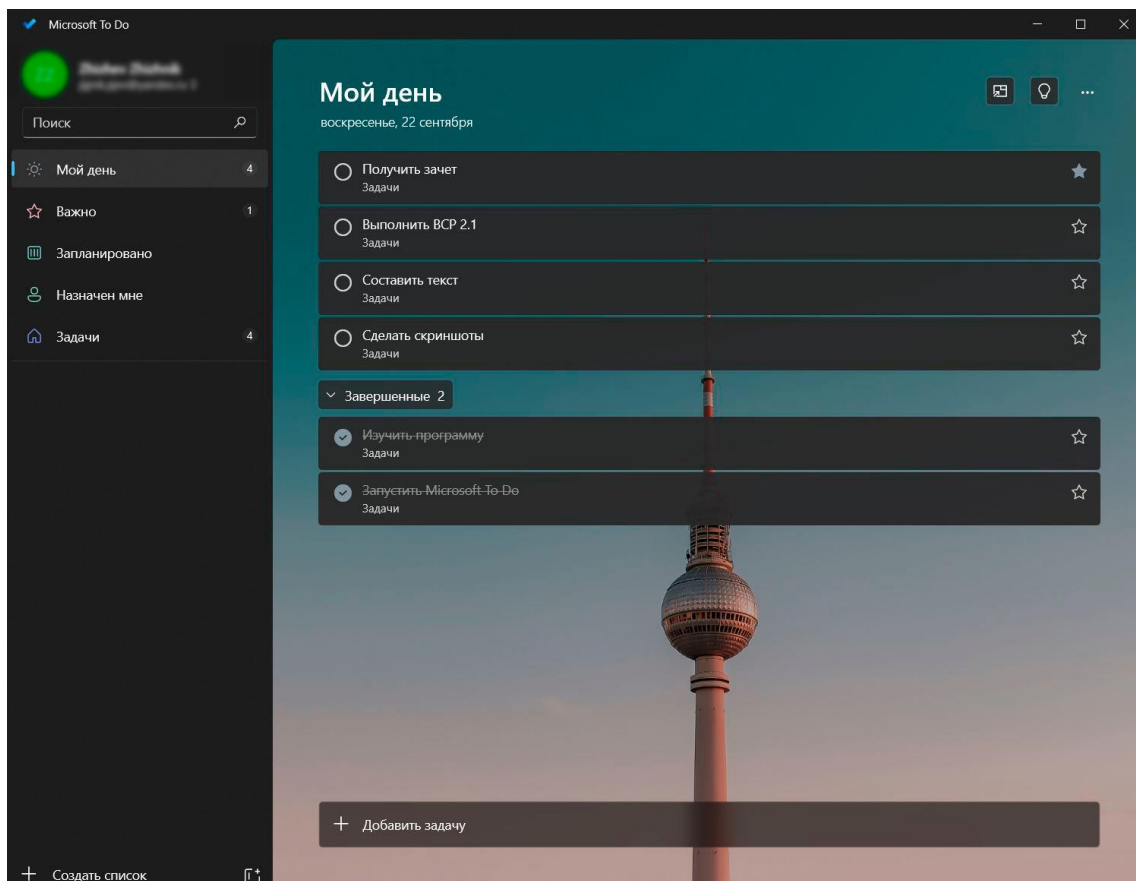 Microsoft To Do
Поиск
Мой день 4
Важно 1
Запланировано
Назначен мне
Задачи 4
Создать список
Мой день
воскресенье, 22 сентября
Получить зачет
Задачи
Выполнить ВСР 2.1
Задачи
Составить текст
Задачи
Сделать скриншоты
Задачи
Завершенные 2
Изучить программу
Задачи
Запустить Microsoft To Do
Задачи
Добавить задачу